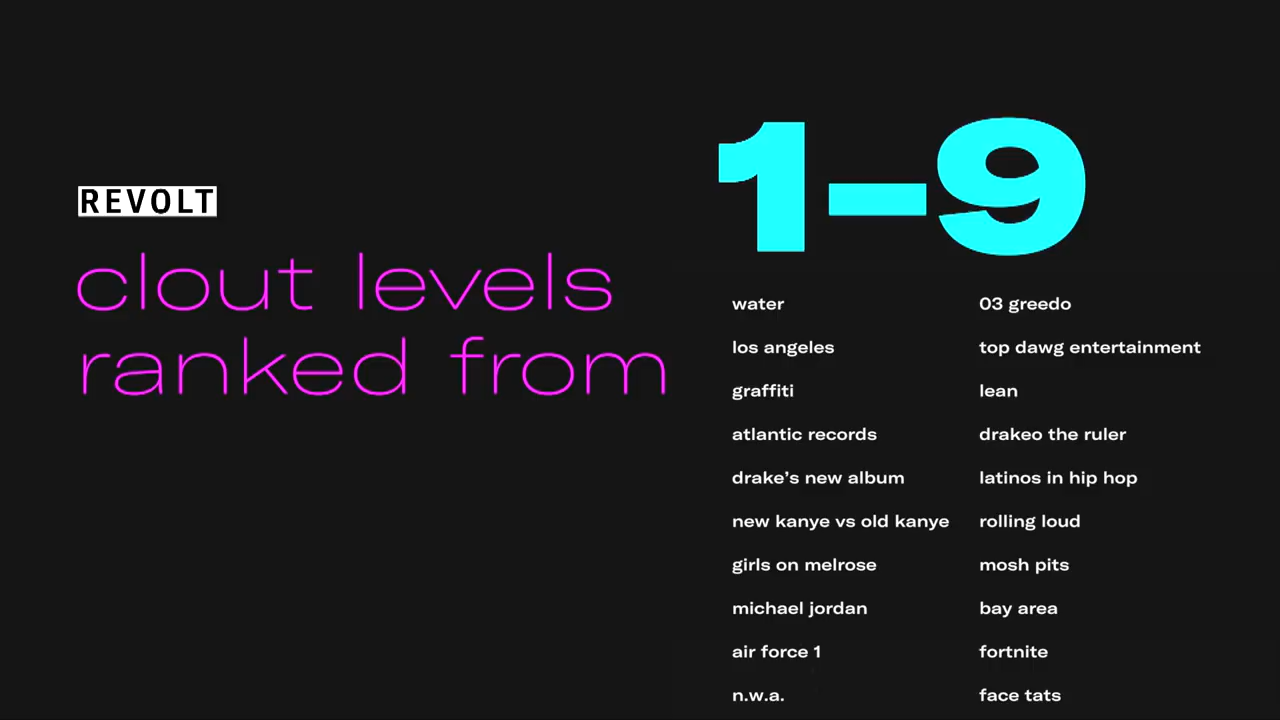 REVOLT
clout levels
ranked from
1–9
water
los angeles
graffiti
atlantic records
drake’s new album
new kanye vs old kanye
girls on melrose
michael jordan
air force 1
n.w.a.
03 greedo
top dawg entertainment
lean
drakeo the ruler
latinos in hip hop
rolling loud
mosh pits
bay area
fortnite
face tats